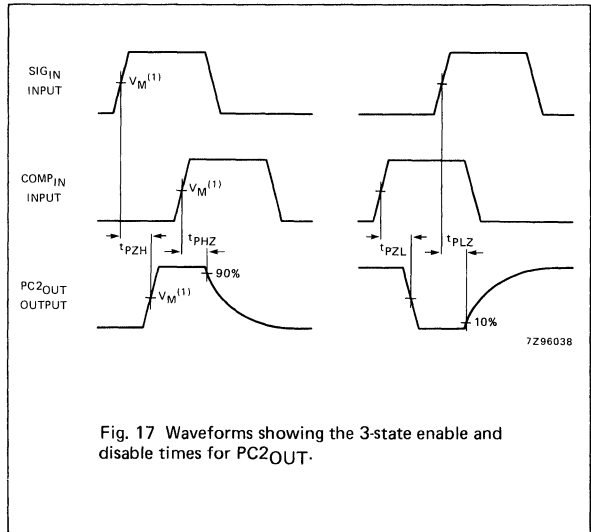 SIG_IN
INPUT
V_M(1)
COMP_IN
INPUT
V_M(1)
t_PZH
t_PHZ
t_PZL
t_PLZ
PC2_OUT
OUTPUT
V_M(1)
90%
10%
7Z96038
Fig. 17 Waveforms showing the 3-state enable and
disable times for PC2_OUT.